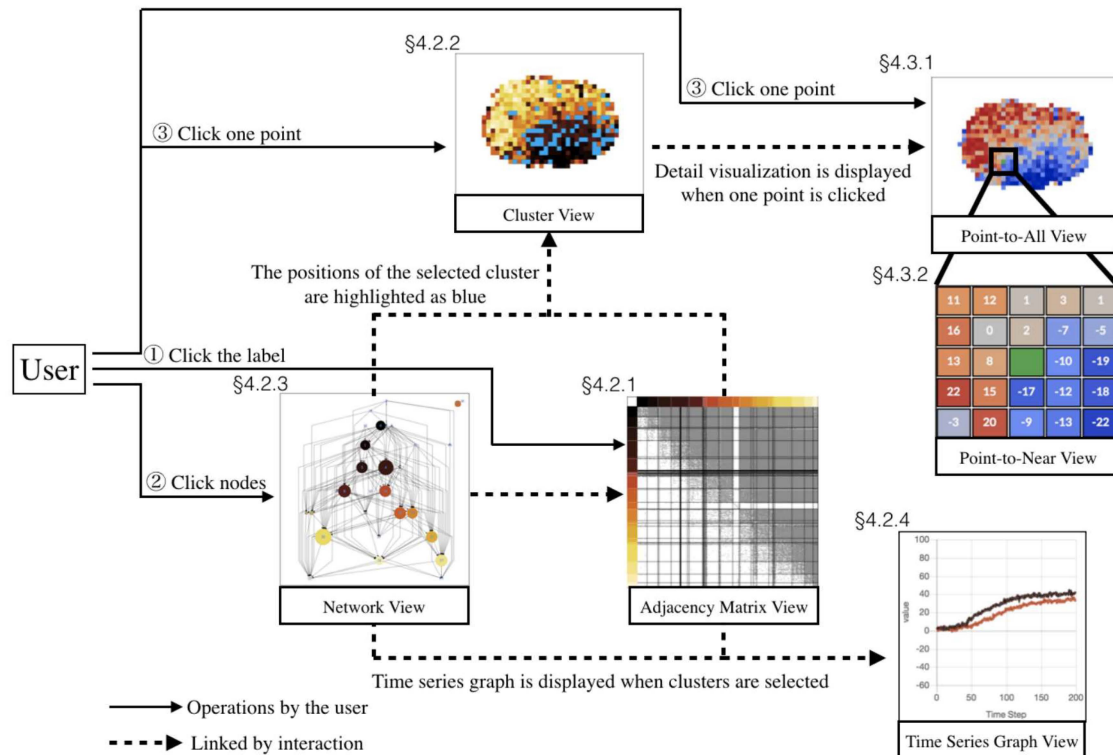 §4.2.2
§4.3.1
③ Click one point
③ Click one point
Detail visualization is displayed
when one point is clicked
Cluster View
Point-to-All View
The positions of the selected cluster
are highlighted as blue
§4.3.2
11 12 1 3 1
16 0 2 -7 -5
13 8 -10 -19
22 15 -17 -12 -18
-3 20 -9 -13 -22
Point-to-Near View
User
① Click the label
§4.2.3
§4.2.1
② Click nodes
Network View
Adjacency Matrix View
§4.2.4
100
80
60
40
20
0
-20
-40
-60
value
0 50 100 150 200
Time Step
Time Series Graph View
Time series graph is displayed when clusters are selected
Operations by the user
Linked by interaction